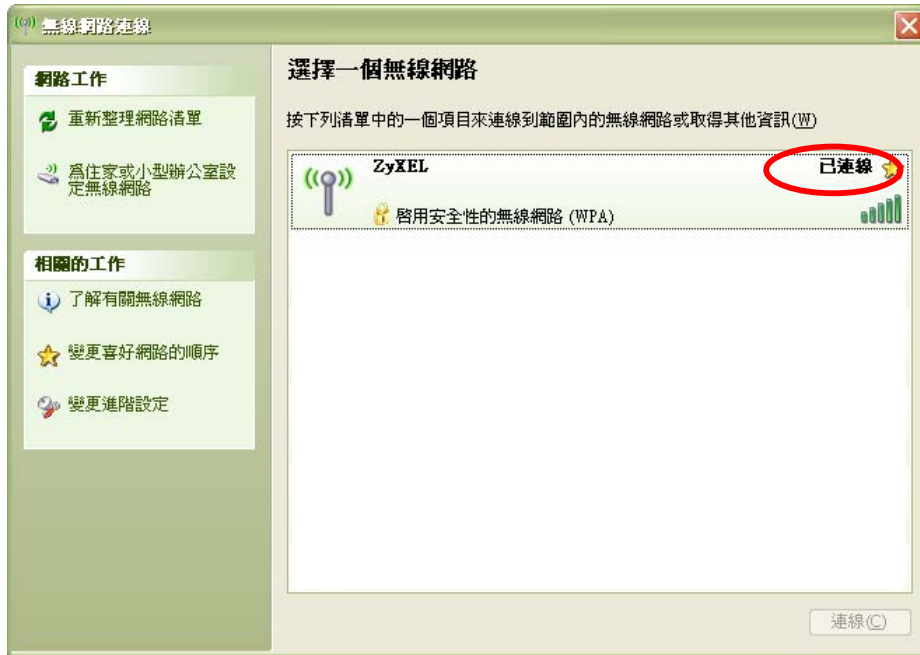 無線網路連線
網路工作
重新整理網路清單
為住家或小型辦公室設
定無線網路
相關的工作
了解有關無線網路
變更喜好網路的順序
變更進階設定
選擇一個無線網路
按下列清單中的一個項目來連線到範圍內的無線網路或取得其他資訊(W)
ZyXEL
已連線
啓用安全性的無線網路 (WPA)
連線(C)